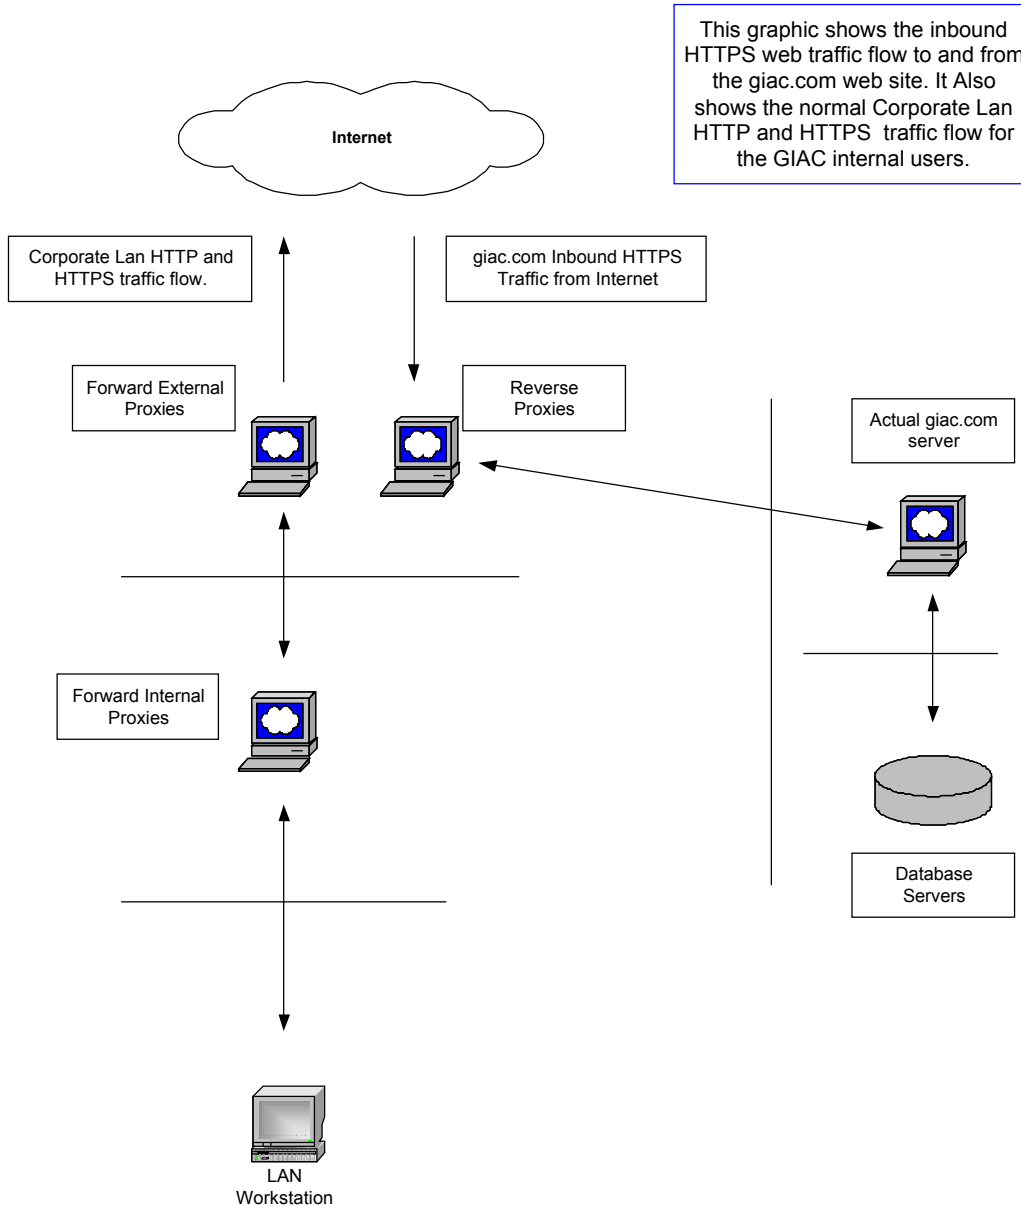 This graphic shows the inbound
HTTPS web traffic flow to and from
the giac.com web site. It Also
shows the normal Corporate Lan
HTTP and HTTPS traffic flow for
the GIAC internal users.
Internet
Corporate Lan HTTP and
HTTPS traffic flow.
giac.com Inbound HTTPS
Traffic from Internet
Forward External
Proxies
Reverse
Proxies
Actual giac.com
server
Forward Internal
Proxies
Database
Servers
LAN
Workstation